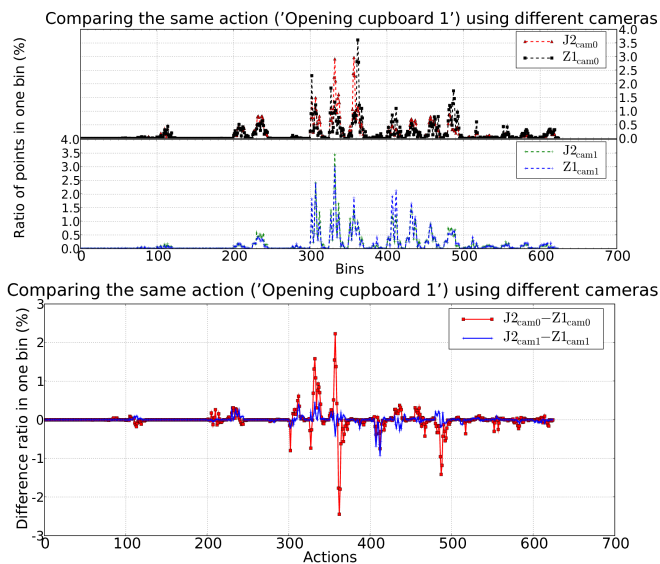 Comparing the same action ('Opening cupboard 1') using different cameras
Ratio of points in one bin (%)
4.0
3.5
3.0
2.5
2.0
1.5
1.0
0.5
0.0
J2cam0
Z1cam0
4.0
3.5
3.0
2.5
2.0
1.5
1.0
0.5
0.0
J2cam1
Z1cam1
0 100 200 300 400 500 600 700
Bins
Comparing the same action ('Opening cupboard 1') using different cameras
Difference ratio in one bin (%)
3
2
1
0
-1
-2
-3
J2cam0−Z1cam0
J2cam1−Z1cam1
0 100 200 300 400 500 600 700
Actions